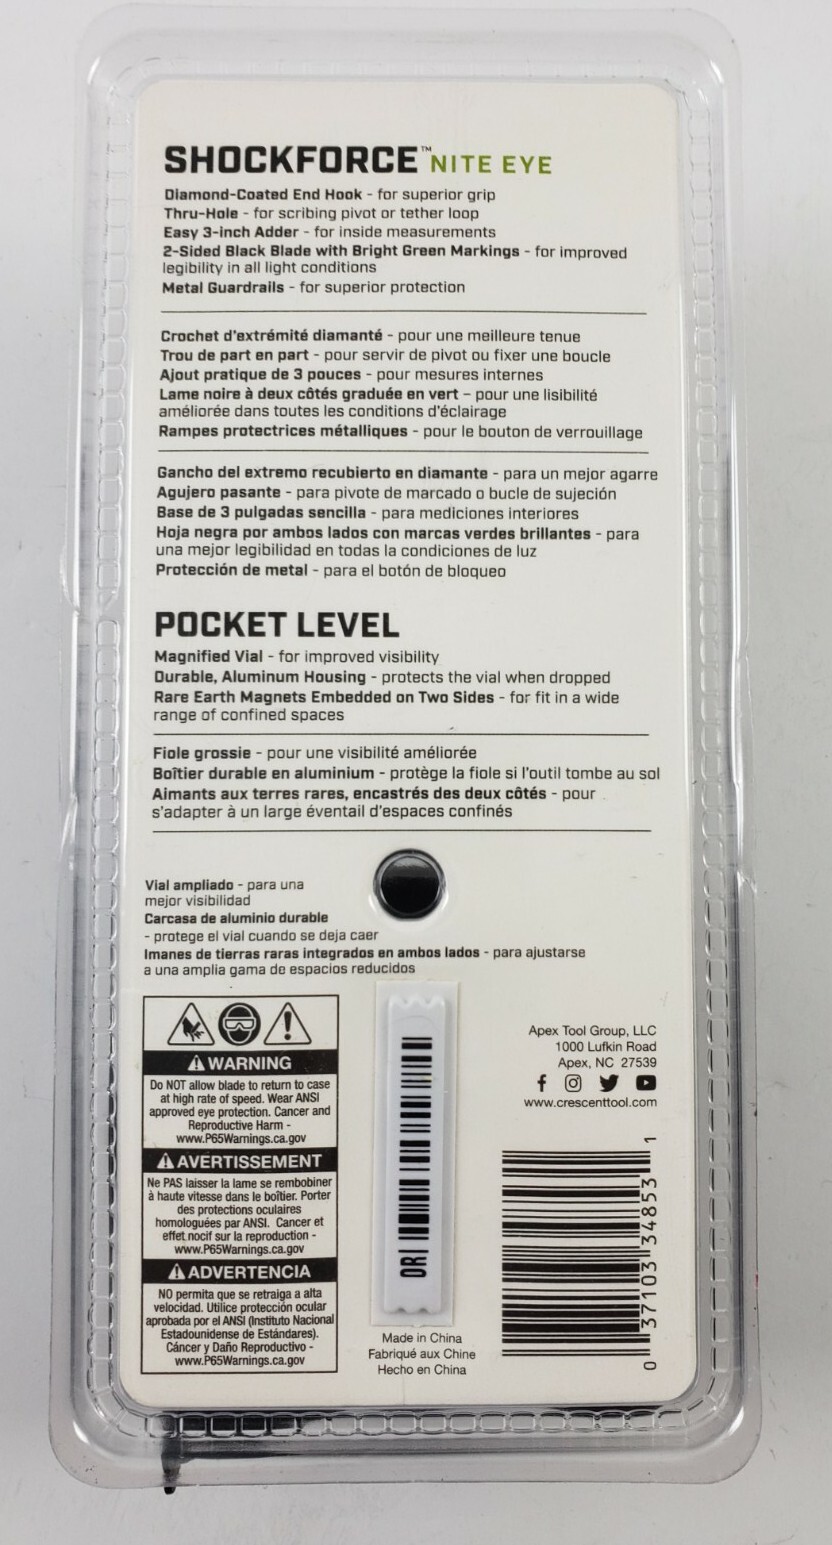 SHOCKFORCE™ NITE EYE
Diamond-Coated End Hook - for superior grip
Thru-Hole - for scribing pivot or tether loop
Easy 3-inch Adder - for inside measurements
2-Sided Black Blade with Bright Green Markings - for improved
legibility in all light conditions
Metal Guardrails - for superior protection
Crochet d'extrémité diamanté - pour une meilleure tenue
Trou de part en part - pour servir de pivot ou fixer une boucle
Ajout pratique de 3 pouces - pour mesures internes
Lame noire à deux côtés graduée en vert – pour une lisibilité
améliorée dans toutes les conditions d'éclairage
Rampes protectrices métalliques - pour le bouton de verrouillage
Gancho del extremo recubierto en diamante - para un mejor agarre
Agujero pasante - para pivote de marcado o bucle de sujeción
Base de 3 pulgadas sencilla - para mediciones interiores
Hoja negra por ambos lados con marcas verdes brillantes - para
una mejor legibilidad en todas la condiciones de luz
Protección de metal - para el botón de bloqueo
POCKET LEVEL
Magnified Vial - for improved visibility
Durable, Aluminum Housing - protects the vial when dropped
Rare Earth Magnets Embedded on Two Sides - for fit in a wide
range of confined spaces
Fiole grossie - pour une visibilité améliorée
Boîtier durable en aluminium - protège la fiole si l'outil tombe au sol
Aimants aux terres rares, encastrés des deux côtés - pour
s'adapter à un large éventail d'espaces confinés
Vial ampliado - para una
mejor visibilidad
Carcasa de aluminio durable
- protege el vial cuando se deja caer
Imanes de tierras raras integrados en ambos lados - para ajustarse
a una amplia gama de espacios reducidos
WARNING
Do NOT allow blade to return to case
at high rate of speed. Wear ANSI
approved eye protection. Cancer and
Reproductive Harm -
www.P65Warnings.ca.gov
AVERTISSEMENT
Ne PAS laisser la lame se rembobiner
à haute vitesse dans le boîtier. Porter
des protections oculaires
homologuées par ANSI. Cancer et
effet nocif sur la reproduction -
www.P65Warnings.ca.gov
ADVERTENCIA
NO permita que se retraiga a alta
velocidad. Utilice protección ocular
aprobada por el ANSI (Instituto Nacional
Estadounidense de Estándares).
Cáncer y Daño Reproductivo -
www.P65Warnings.ca.gov
ORI
Made in China
Fabriqué aux Chine
Hecho en China
Apex Tool Group, LLC
1000 Lufkin Road
Apex, NC 27539
www.crescenttool.com
0 37103 34853 1